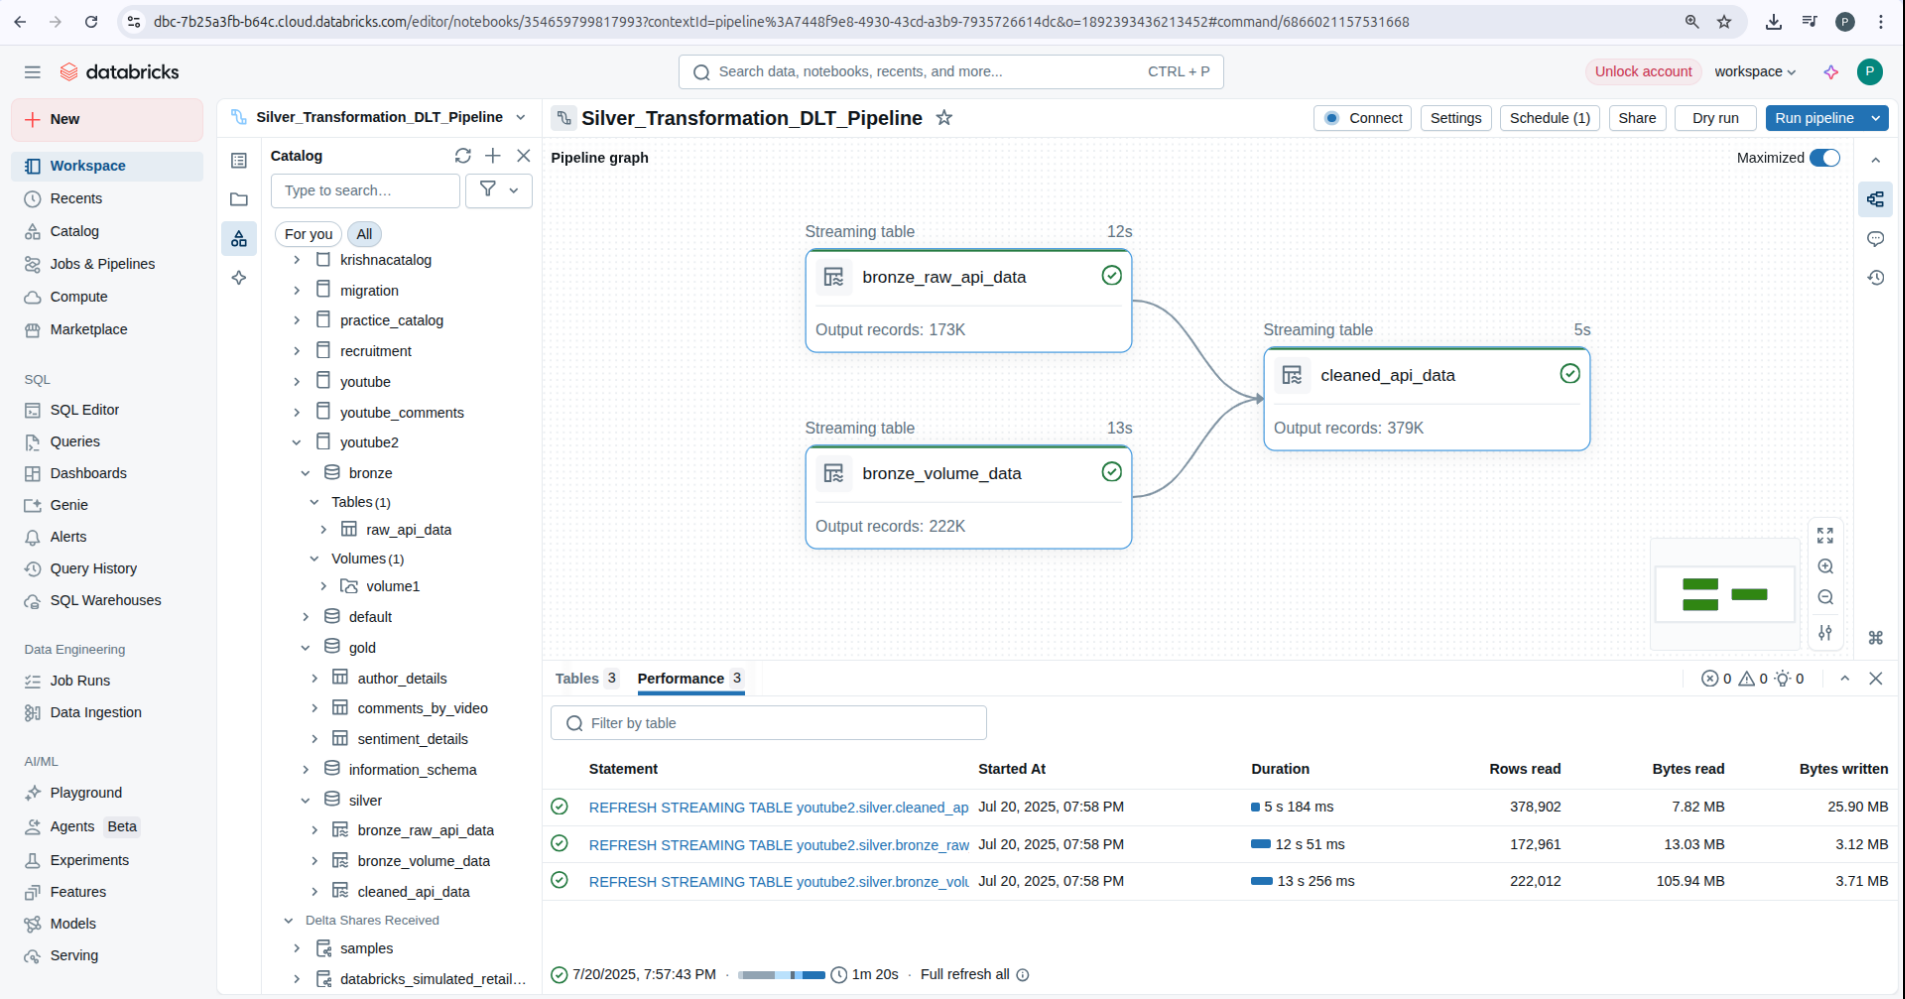 dbc-7b25a3fb-b64c.cloud.databricks.com/editor/notebooks/354659799817993?contextId=pipeline%3A7448f9e8-4930-43cd-a3b9-7935726614dc&o=1892393436213452#command/6866021157531668
P
databricks
Search data, notebooks, recents, and more...
CTRL + P
Unlock account
workspace
P
New
Workspace
Recents
Catalog
Jobs & Pipelines
Compute
Marketplace
SQL
SQL Editor
Queries
Dashboards
Genie
Alerts
Query History
SQL Warehouses
Data Engineering
Job Runs
Data Ingestion
AI/ML
Playground
Agents Beta
Experiments
Features
Models
Serving
Silver_Transformation_DLT_Pipeline
Catalog
Type to search...
For you
All
krishnacatalog
migration
practice_catalog
recruitment
youtube
youtube_comments
youtube2
bronze
Tables (1)
raw_api_data
Volumes (1)
volume1
default
gold
author_details
comments_by_video
sentiment_details
information_schema
silver
bronze_raw_api_data
bronze_volume_data
cleaned_api_data
Delta Shares Received
samples
databricks_simulated_retail...
Silver_Transformation_DLT_Pipeline
Connect
Settings
Schedule (1)
Share
Dry run
Run pipeline
Pipeline graph
Maximized
Streaming table 12s
bronze_raw_api_data
Output records: 173K
Streaming table 13s
bronze_volume_data
Output records: 222K
Streaming table 5s
cleaned_api_data
Output records: 379K
Tables 3
Performance 3
0 0 0
Filter by table
Statement Started At Duration Rows read Bytes read Bytes written
REFRESH STREAMING TABLE youtube2.silver.cleaned_ap Jul 20, 2025, 07:58 PM 5 s 184 ms 378,902 7.82 MB 25.90 MB
REFRESH STREAMING TABLE youtube2.silver.bronze_raw Jul 20, 2025, 07:58 PM 12 s 51 ms 172,961 13.03 MB 3.12 MB
REFRESH STREAMING TABLE youtube2.silver.bronze_volu Jul 20, 2025, 07:58 PM 13 s 256 ms 222,012 105.94 MB 3.71 MB
7/20/2025, 7:57:43 PM · 1m 20s · Full refresh all